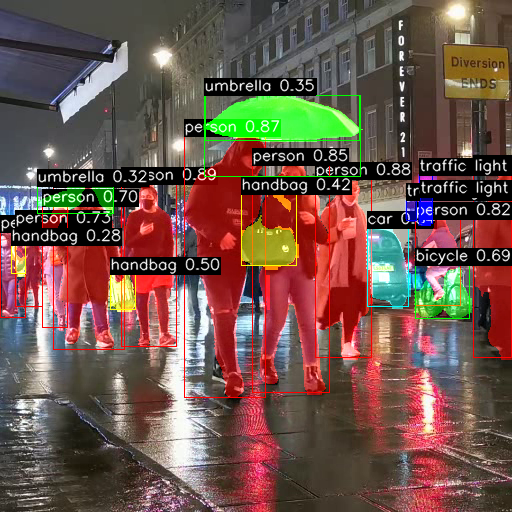 FOREVER 21
Diversion
ENDS
umbrella 0.35
person 0.87
person 0.85
person 0.88
umbrella 0.32
son 0.89
handbag 0.42
person 0.70
person 0.73
handbag 0.28
handbag 0.50
car 0.
traffic light
traffic light
person 0.82
bicycle 0.69